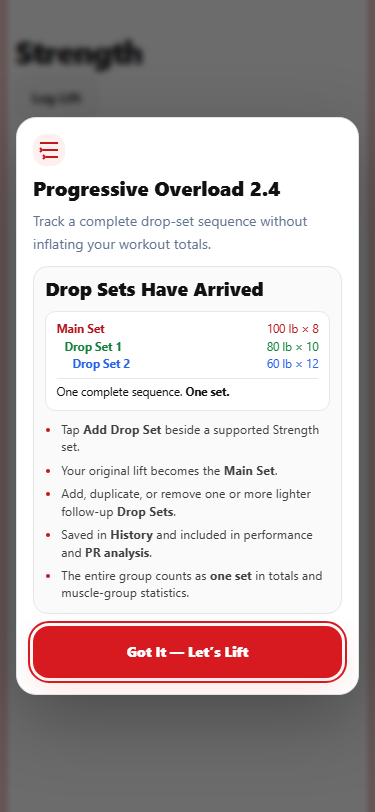 Strength
Log Lift
Progressive Overload 2.4
Track a complete drop-set sequence without
inflating your workout totals.
Drop Sets Have Arrived
Main Set 100 lb × 8
Drop Set 1 80 lb × 10
Drop Set 2 60 lb × 12
One complete sequence. One set.
• Tap Add Drop Set beside a supported Strength
set.
• Your original lift becomes the Main Set.
• Add, duplicate, or remove one or more lighter
follow-up Drop Sets.
• Saved in History and included in performance
and PR analysis.
• The entire group counts as one set in totals and
muscle-group statistics.
Got It — Let’s Lift